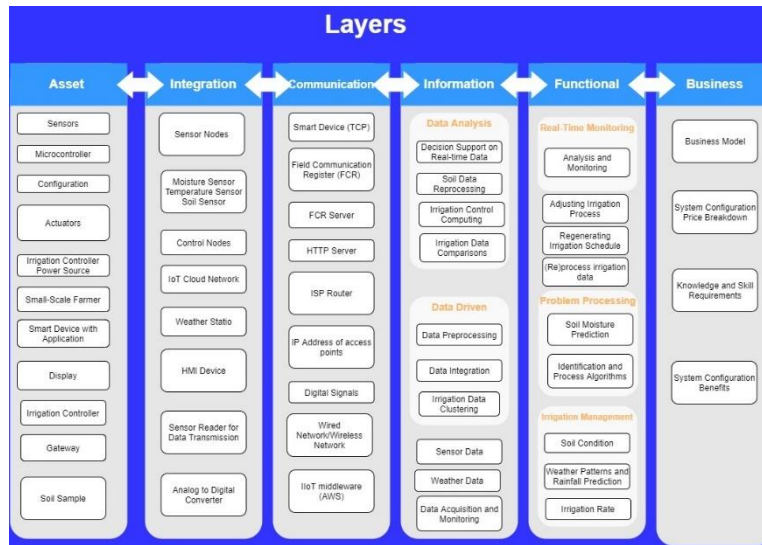 Layers
Asset
Sensors
Microcontroller
Configuration
Actuators
Irrigation Controller
Power Source
Small-Scale Farmer
Smart Device with
Application
Display
Irrigation Controller
Gateway
Soil Sample
Integration
Sensor Nodes
Moisture Sensor
Temperature Sensor
Soil Sensor
Control Nodes
IoT Cloud Network
Weather Statio
HMI Device
Sensor Reader for
Data Transmission
Analog to Digital
Converter
Communication
Smart Device (TCP)
Field Communication
Register (FCR)
FCR Server
HTTP Server
ISP Router
IP Address of access
points
Digital Signals
Wired
Network/Wireless
Network
IIoT middleware
(AWS)
Information
Data Analysis
Decision Support on
Real-time Data
Soil Data
Reprocessing
Irrigation Control
Computing
Irrigation Data
Comparisons
Data Driven
Data Preprocessing
Data Integration
Irrigation Data
Clustering
Sensor Data
Weather Data
Data Acquisition and
Monitoring
Functional
Real-Time Monitoring
Analysis and
Monitoring
Adjusting Irrigation
Process
Regenerating
Irrigation Schedule
(Re)process irrigation
data
Problem Processing
Soil Moisture
Prediction
Identification and
Process Algorithms
Irrigation Management
Soil Condition
Weather Patterns and
Rainfall Prediction
Irrigation Rate
Business
Business Model
System Configuration
Price Breakdown
Knowledge and Skill
Requirements
System Configuration
Benefits